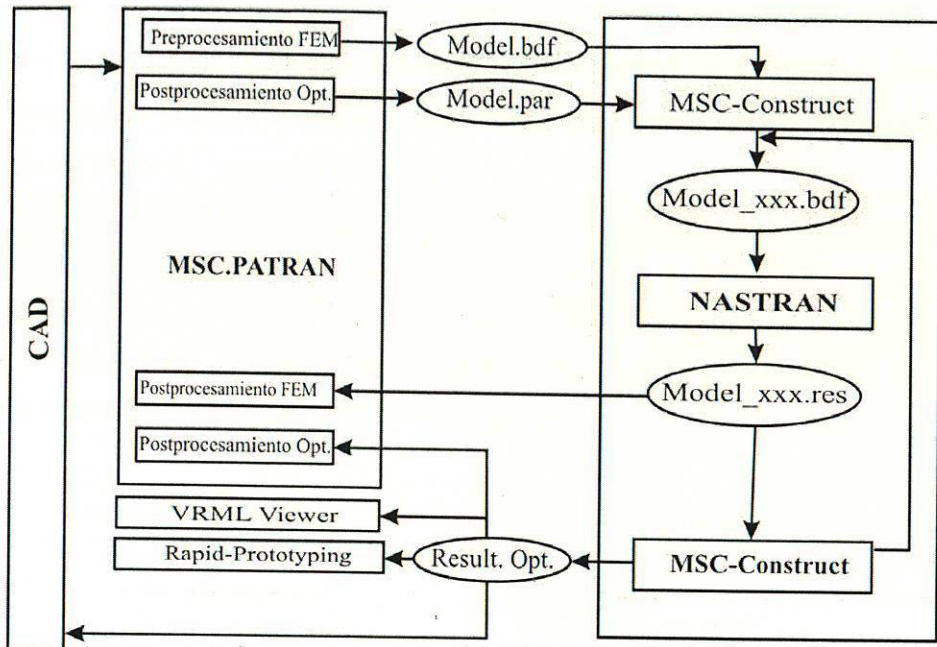 CAD
Preprocesamiento FEM
Postprocesamiento Opt.
MSC.PATRAN
Postprocesamiento FEM
Postprocesamiento Opt.
VRML Viewer
Rapid-Prototyping
Model.bdf
Model.par
Result. Opt.
MSC-Construct
Model_xxx.bdf
NASTRAN
Model_xxx.res
MSC-Construct